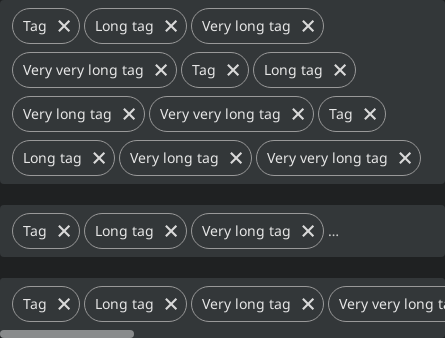 Tag Long tag Very long tag
Very very long tag Tag Long tag
Very long tag Very very long tag Tag
Long tag Very long tag Very very long tag
Tag Long tag Very long tag ...
Tag Long tag Very long tag Very very long ta